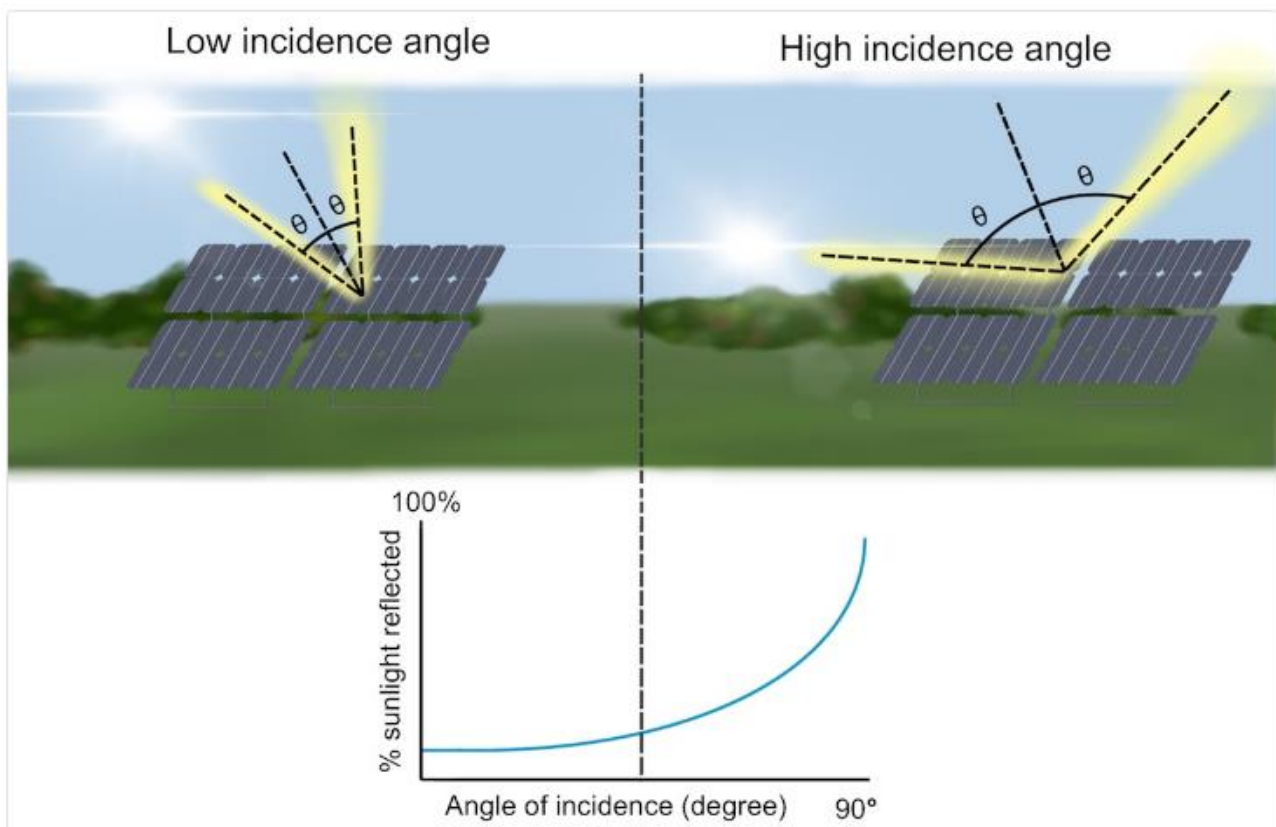 Low incidence angle
High incidence angle
θ
θ
θ
θ
100%
% sunlight reflected
Angle of incidence (degree)
90°